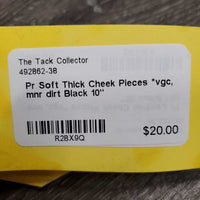 The Tack Collector
492862-38
Pr Soft Thick Cheek Pieces *vgc,
mnr dirt Black 10"
R2BX9Q
$20.00